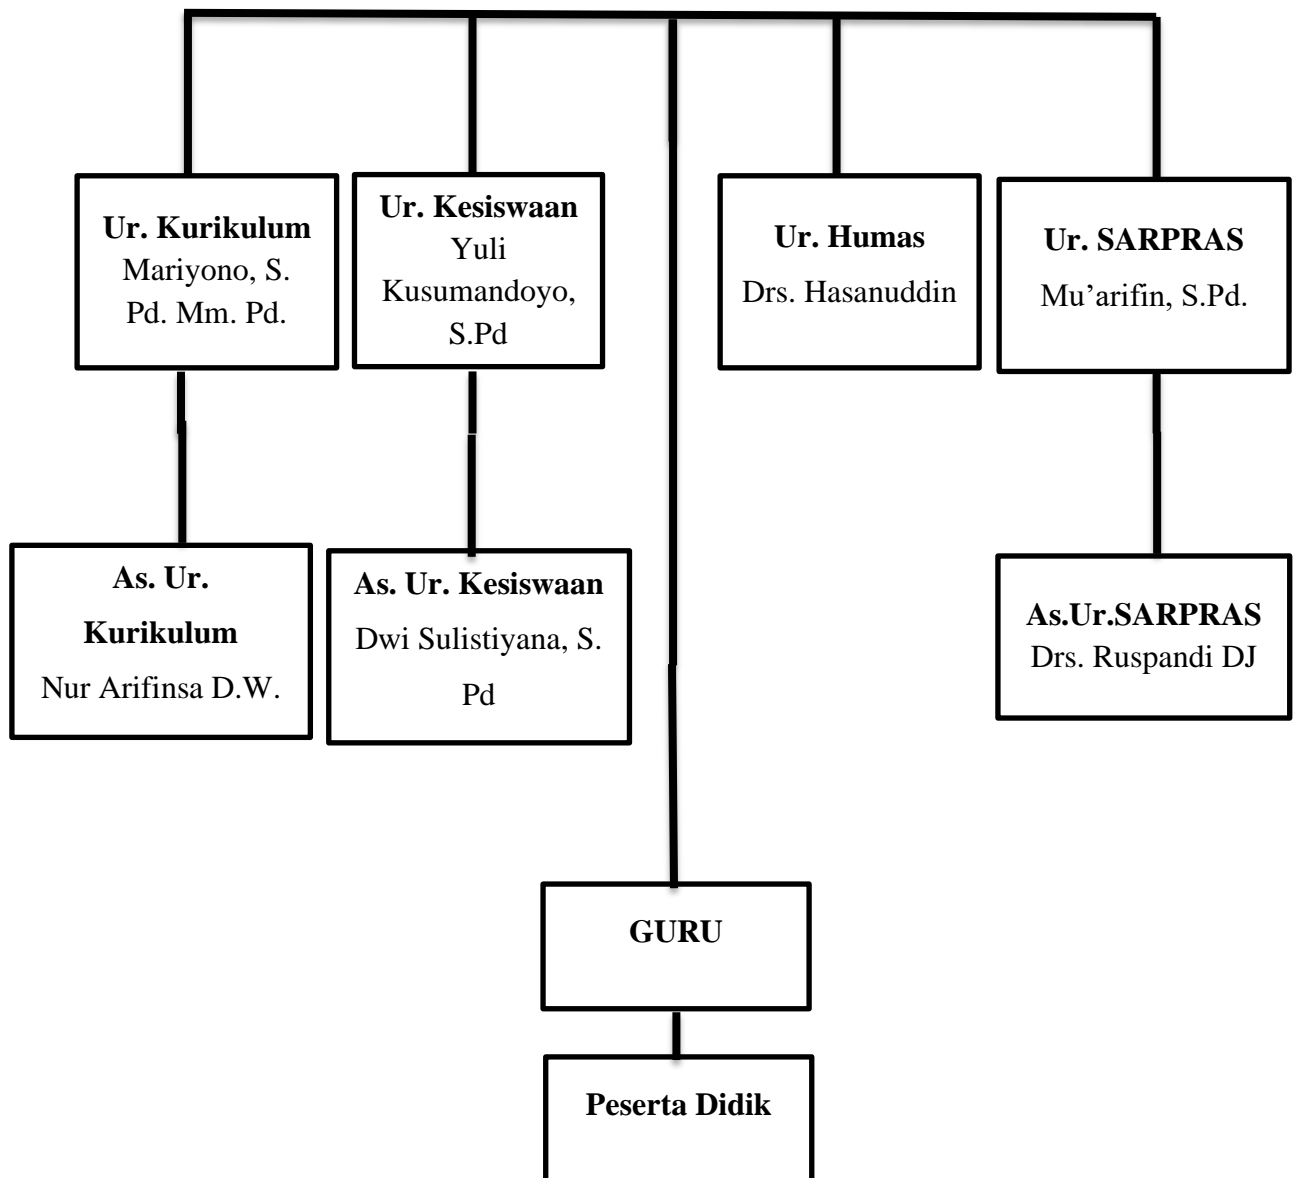 Ur. Kurikulum
Mariyono, S.
Pd. Mm. Pd.
Ur. Kesiswaan
Yuli
Kusumandoyo,
S.Pd
Ur. Humas
Drs. Hasanuddin
Ur. SARPRAS
Mu’arifin, S.Pd.
As. Ur.
Kurikulum
Nur Arifinsa D.W.
As. Ur. Kesiswaan
Dwi Sulistiyana, S.
Pd
As.Ur.SARPRAS
Drs. Ruspandi DJ
GURU
Peserta Didik